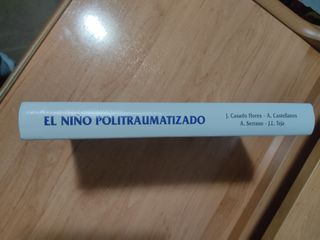 EL NIÑO POLITRAUMATIZADO
J. Casado Flores - A. Castellanos
A. Serrano - J.L. Teja